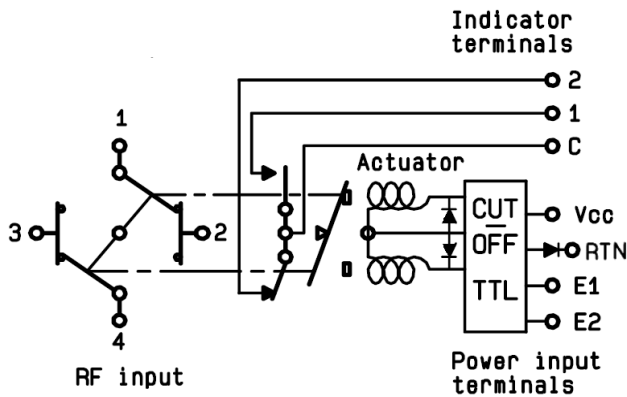 Indicator
terminals
2
1
C
1
Actuator
CUT
OFF
TTL
Vcc
RTN
E1
E2
3
2
4
RF input
Power input
terminals